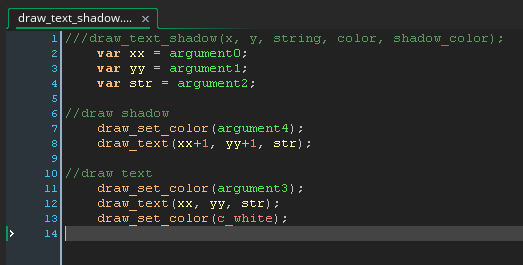 draw_text_shadow.... ×
1 ///draw_text_shadow(x, y, string, color, shadow_color);
2 var xx = argument0;
3 var yy = argument1;
4 var str = argument2;
5
6 //draw shadow
7 draw_set_color(argument4);
8 draw_text(xx+1, yy+1, str);
9
10 //draw text
11 draw_set_color(argument3);
12 draw_text(xx, yy, str);
13 draw_set_color(c_white);
14